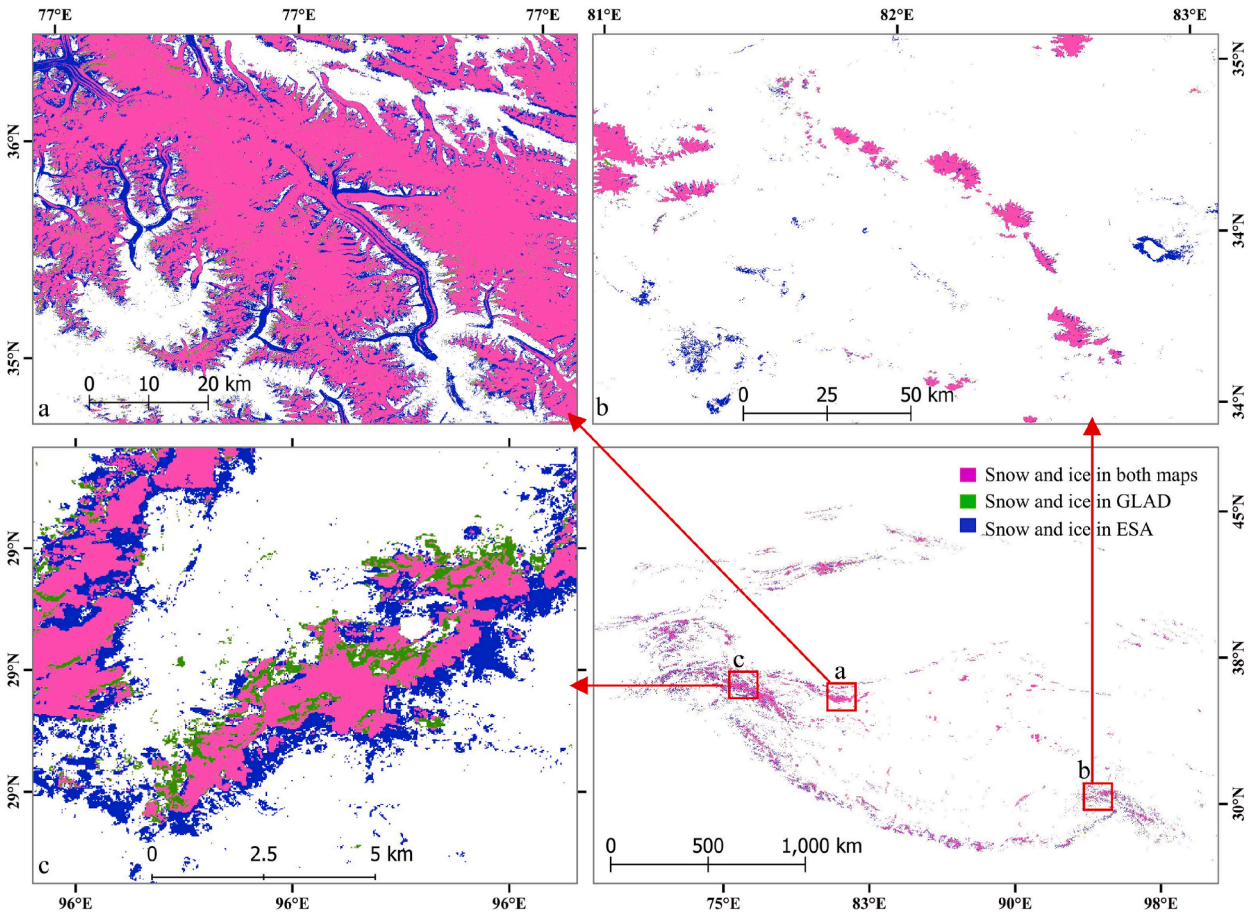 77°E 77°E 77°E 81°E 82°E 83°E
36°N
35°N
0 10 20 km
a
35°N
34°N
34°N
0 25 50 km
b
29°N
29°N
29°N
0 2.5 5 km
c
96°E 96°E 96°E
Snow and ice in both maps
Snow and ice in GLAD
Snow and ice in ESA
c
a
b
45°N
38°N
30°N
0 500 1,000 km
75°E 83°E 90°E 98°E